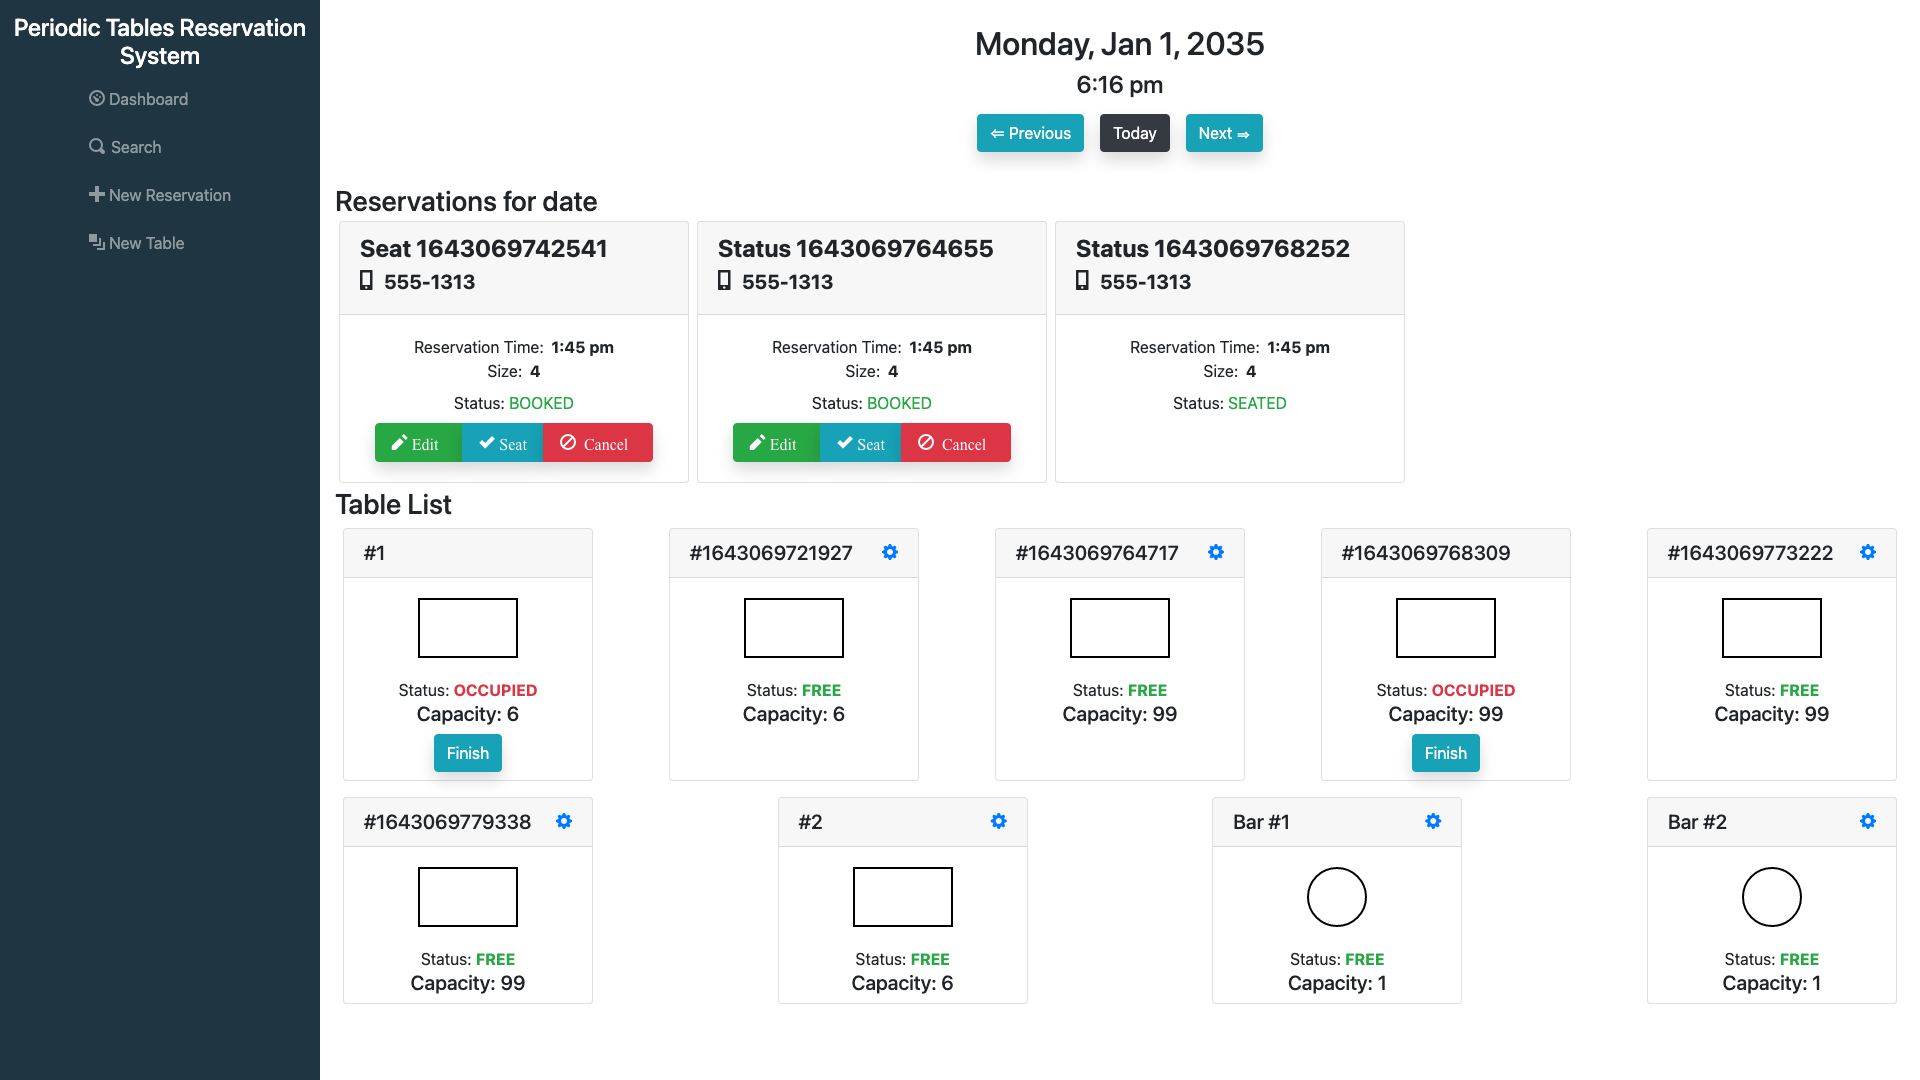 Periodic Tables Reservation
System
Dashboard
Search
New Reservation
New Table
Monday, Jan 1, 2035
6:16 pm
⇐ Previous
Today
Next ⇒
Reservations for date
Seat 1643069742541
555-1313
Reservation Time: 1:45 pm
Size: 4
Status: BOOKED
Edit
Seat
Cancel
Status 1643069764655
555-1313
Reservation Time: 1:45 pm
Size: 4
Status: BOOKED
Edit
Seat
Cancel
Status 1643069768252
555-1313
Reservation Time: 1:45 pm
Size: 4
Status: SEATED
Table List
#1
Status: OCCUPIED
Capacity: 6
Finish
#1643069721927
Status: FREE
Capacity: 6
#1643069764717
Status: FREE
Capacity: 99
#1643069768309
Status: OCCUPIED
Capacity: 99
Finish
#1643069773222
Status: FREE
Capacity: 99
#1643069779338
Status: FREE
Capacity: 99
#2
Status: FREE
Capacity: 6
Bar #1
Status: FREE
Capacity: 1
Bar #2
Status: FREE
Capacity: 1